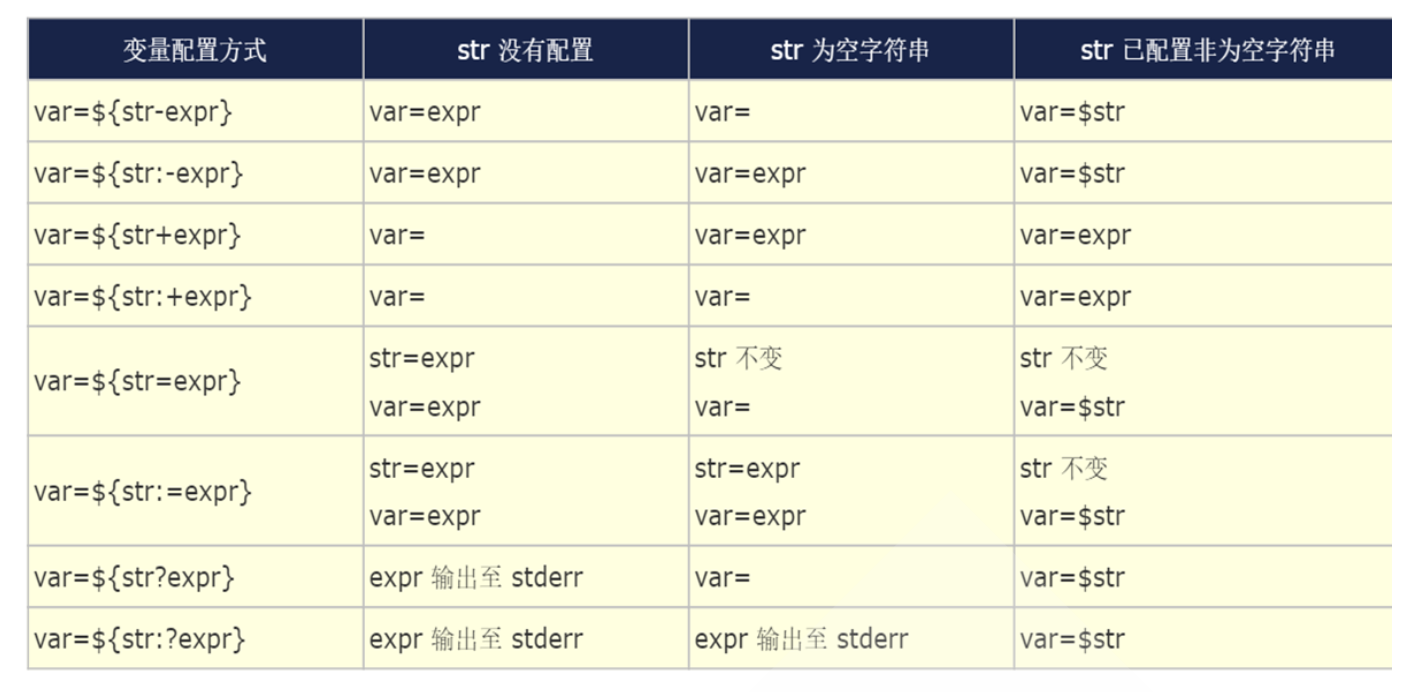 变量配置方式 str 没有配置 str 为空字符串 str 已配置非为空字符串
var=${str-expr} var=expr var= var=$str
var=${str:-expr} var=expr var=expr var=$str
var=${str+expr} var= var=expr var=expr
var=${str:+expr} var= var= var=expr
var=${str=expr} str=expr str 不变 str 不变
var=expr var= var=$str
var=${str:=expr} str=expr str=expr str 不变
var=expr var=expr var=$str
var=${str?expr} expr 输出至 stderr var= var=$str
var=${str:?expr} expr 输出至 stderr expr 输出至 stderr var=$str